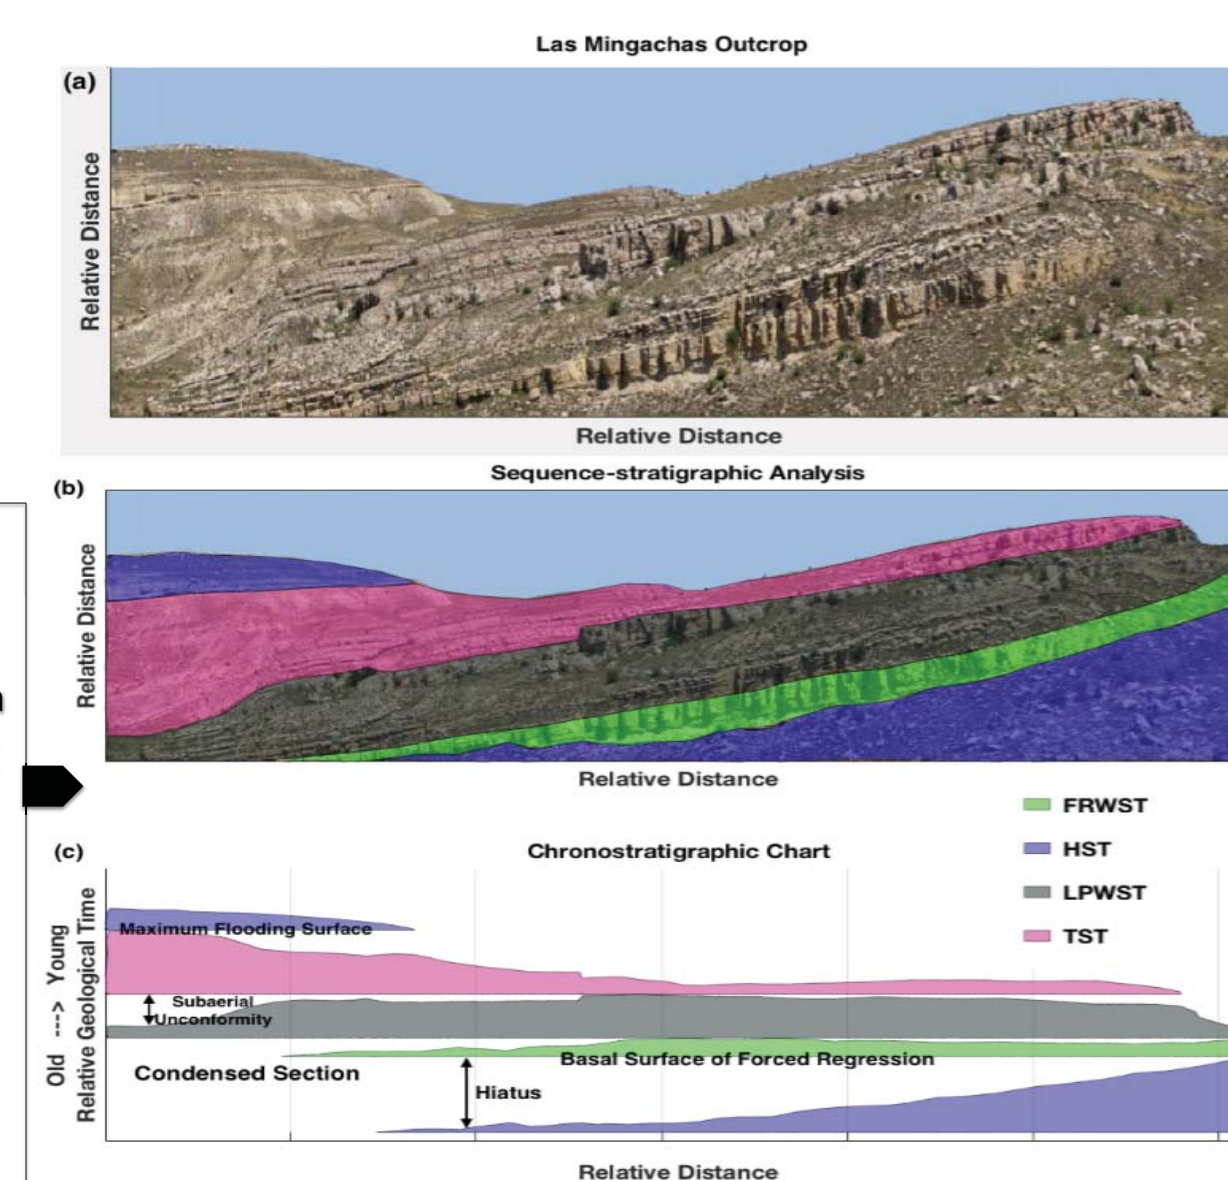 Las Mingachas Outcrop
(a)
Relative Distance
Relative Distance
Sequence-stratigraphic Analysis
(b)
Relative Distance
Relative Distance
FRWST
HST
LPWST
TST
(c)
Chronostratigraphic Chart
Old ---> Young
Relative Geological Time
Maximum Flooding Surface
Subaerial
Unconformity
Basal Surface of Forced Regression
Condensed Section
Hiatus
Relative Distance